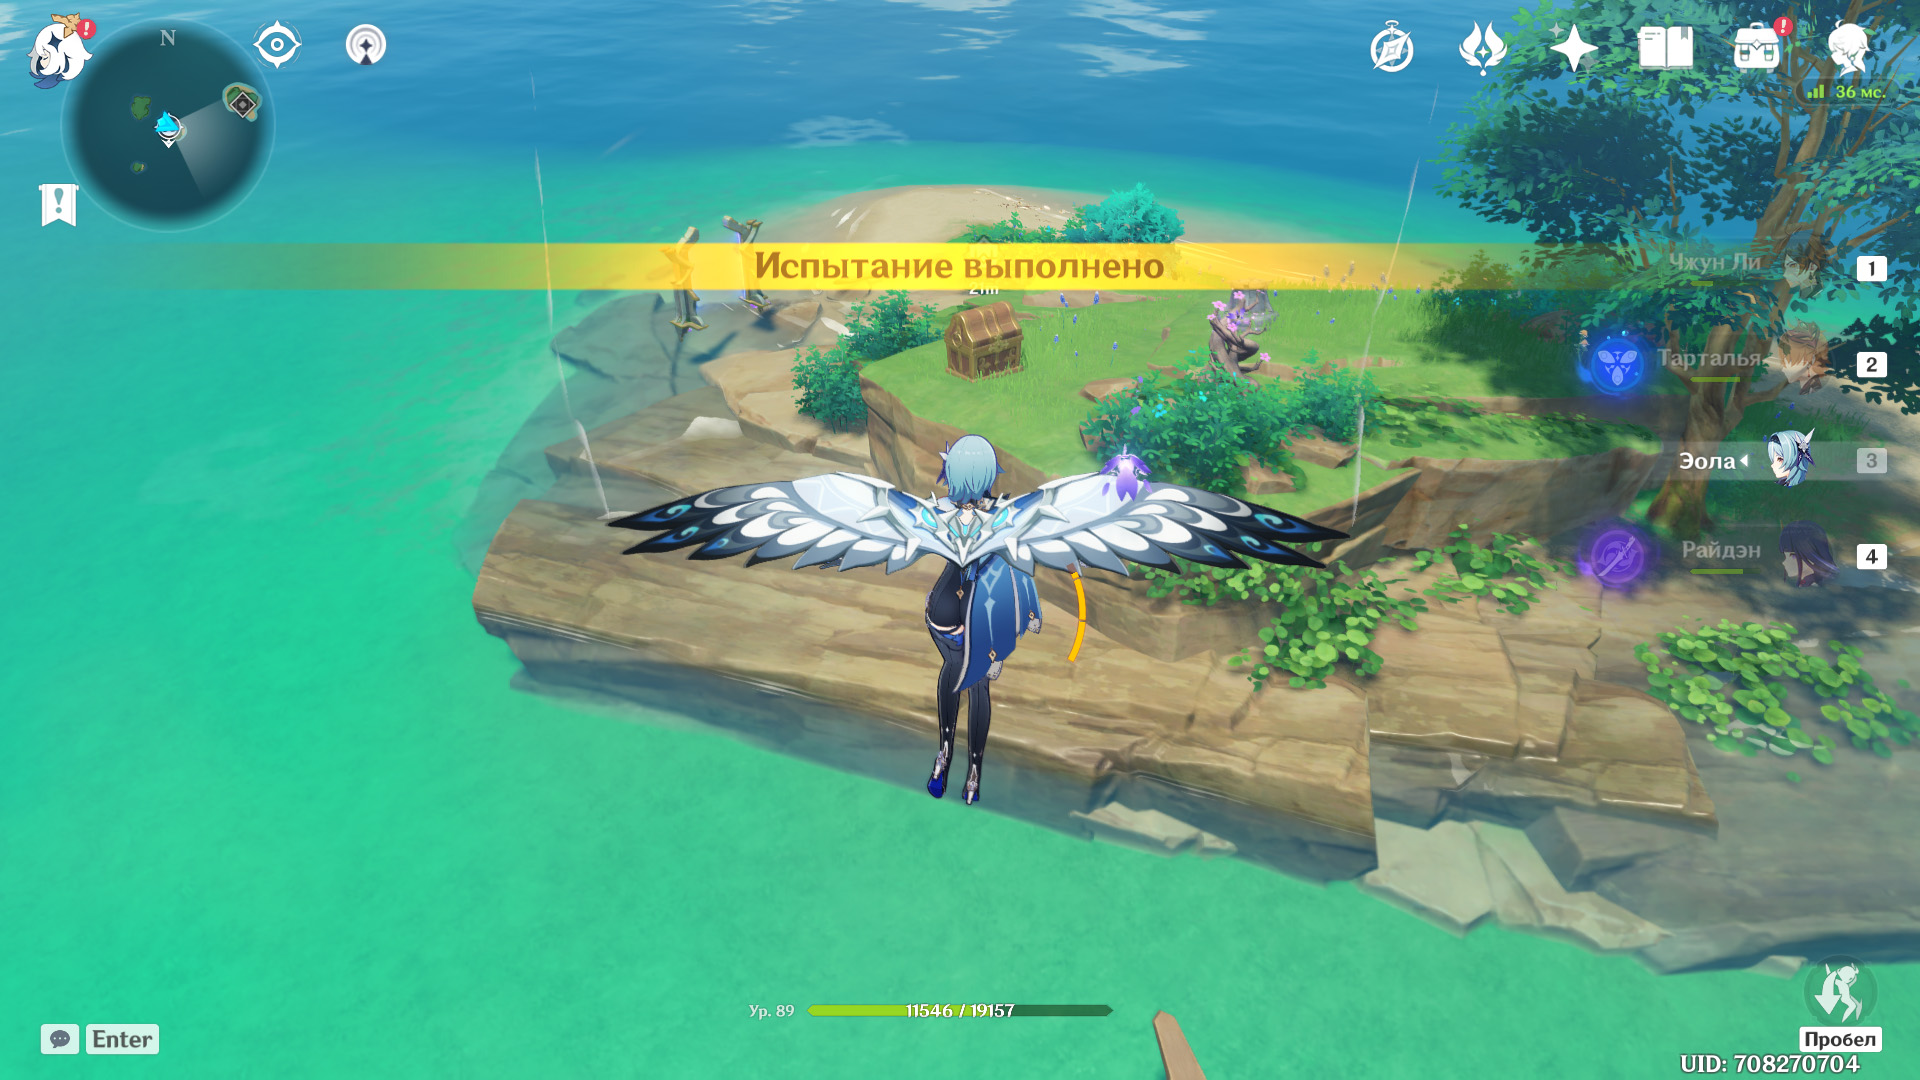 N
36 мс.
Испытание выполнено
Чжун Ли
1
Тарталья
2
Эола
3
Райдэн
4
Ур. 89
11546 / 19157
Enter
Пробел
UID: 708270704